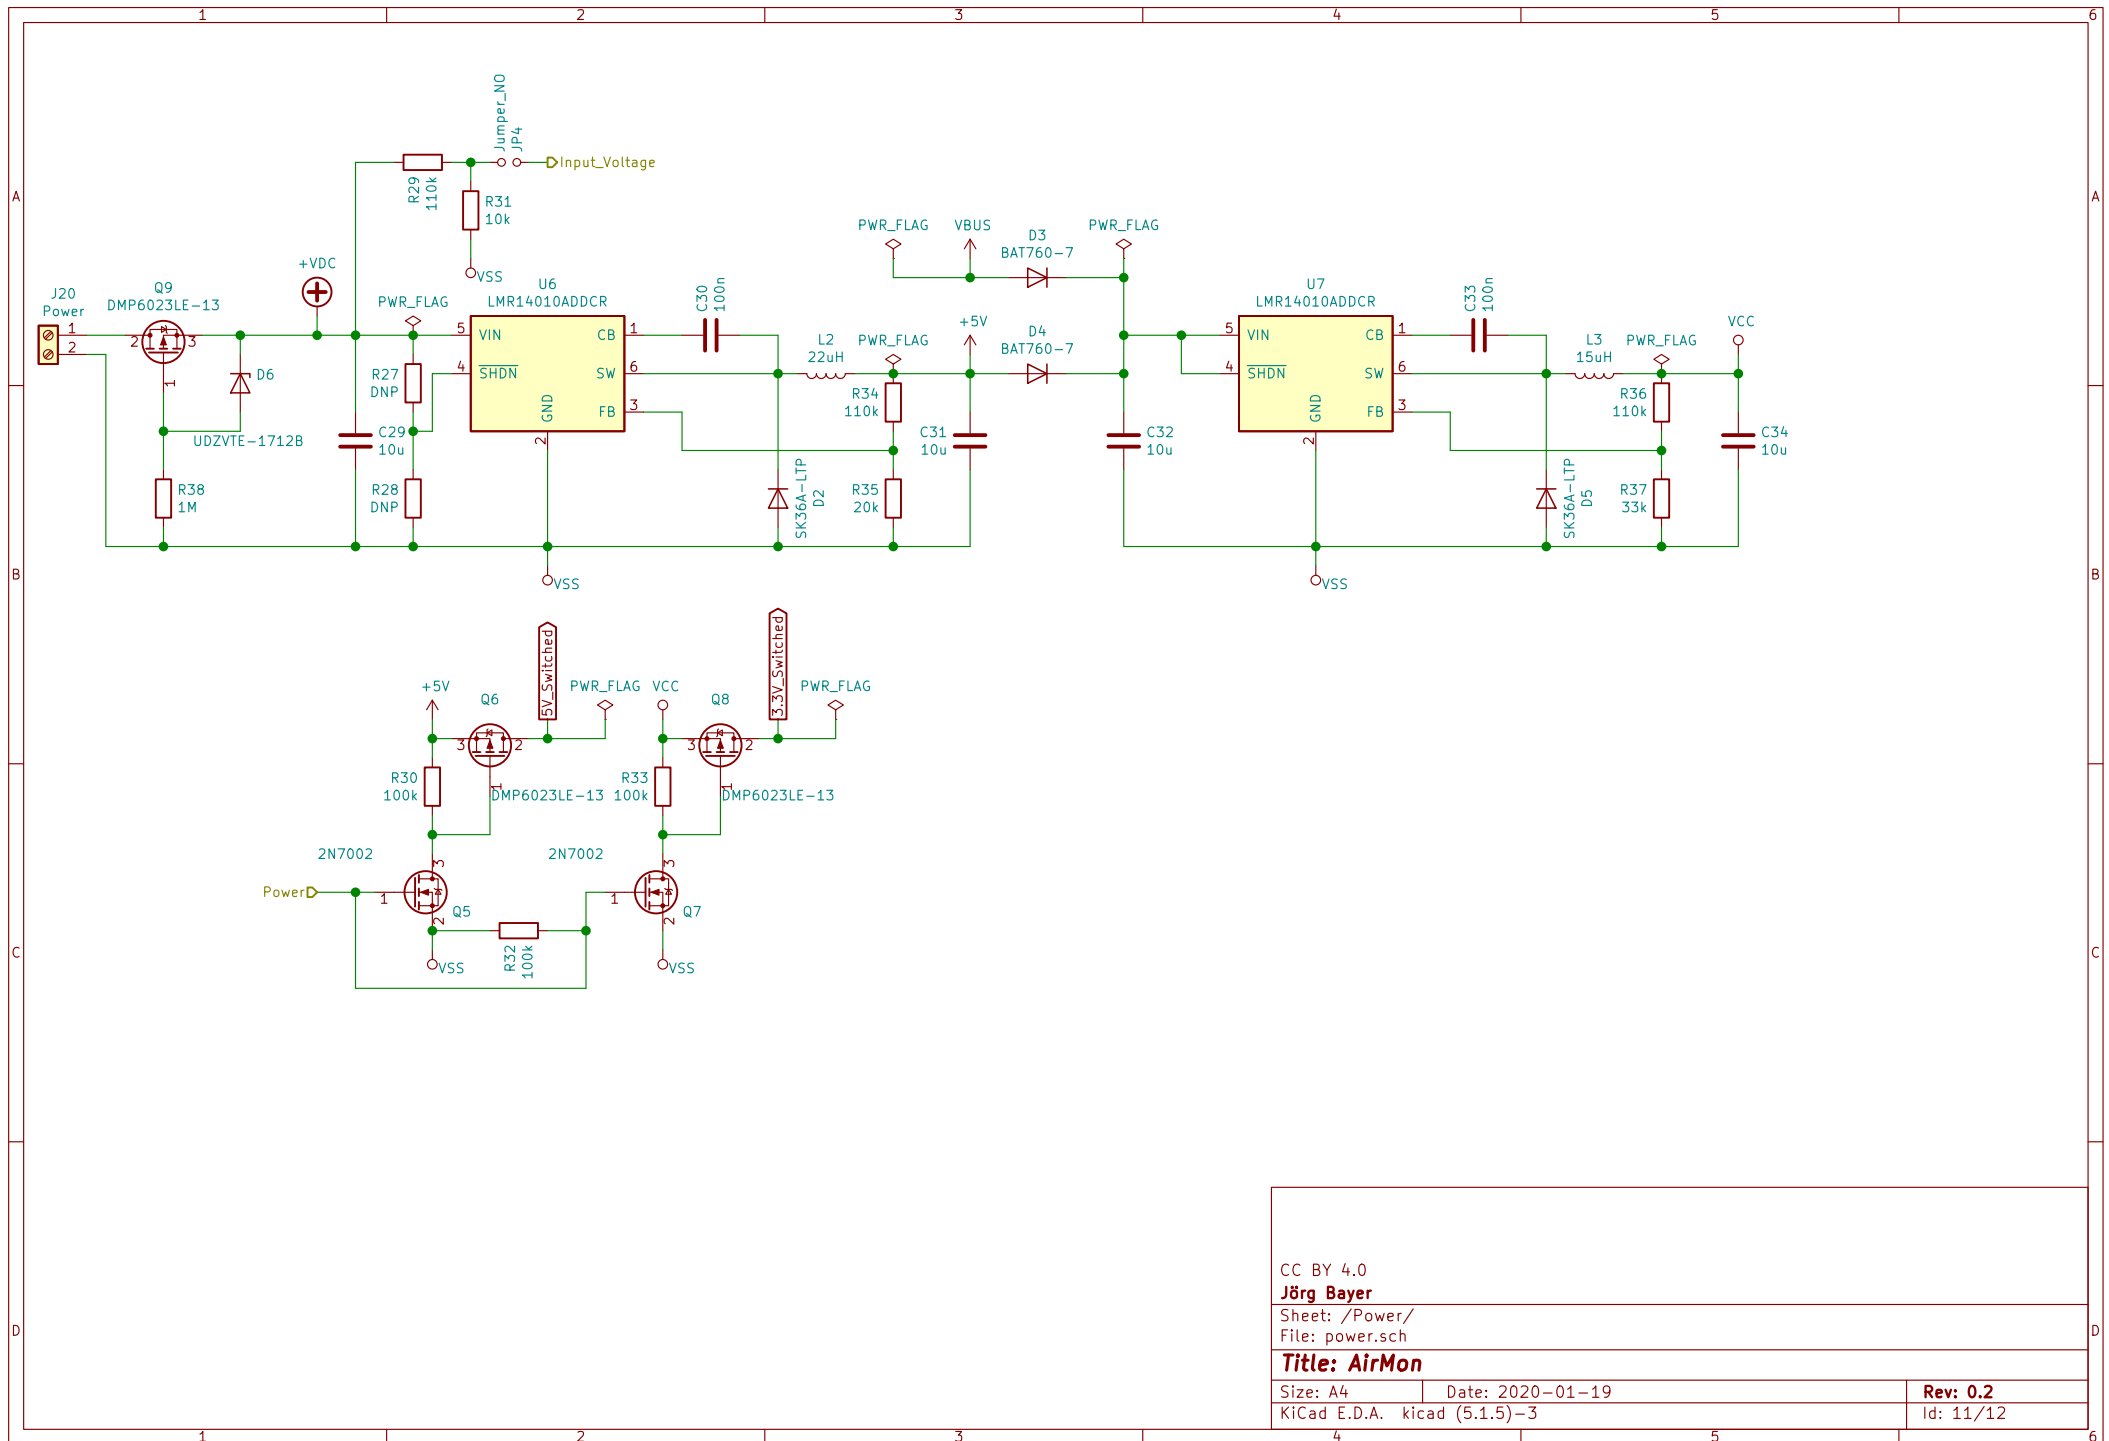 1 2 3 4 5 6
A
B
C
D
A
B
C
D
1 2 3 4 5 6
Jumper_NO
JP4
Input_Voltage
R29
110k
R31
10k
VSS
+VDC
J20
Power
1
2
Q9
DMP6023LE-13
2
3
1
D6
UDZVTE-1712B
R38
1M
PWR_FLAG
R27
DNP
C29
10u
R28
DNP
U6
LMR14010ADDCR
5
VIN
4
SHDN
GND
2
CB
1
SW
6
FB
3
VSS
C30
100n
L2
22uH
PWR_FLAG
R34
110k
R35
20k
SK36A-LTP
D2
C31
10u
+5V
PWR_FLAG
VBUS
D3
BAT760-7
D4
BAT760-7
PWR_FLAG
C32
10u
U7
LMR14010ADDCR
5
VIN
4
SHDN
GND
2
CB
1
SW
6
FB
3
VSS
C33
100n
L3
15uH
PWR_FLAG
VCC
R36
110k
R37
33k
SK36A-LTP
D5
C34
10u
5V_Switched
3.3V_Switched
+5V
Q6
PWR_FLAG
3
2
1
DMP6023LE-13
R30
100k
VCC
Q8
PWR_FLAG
3
2
1
DMP6023LE-13
R33
100k
2N7002
3
Power
1
Q5
2
VSS
R32
100k
2N7002
3
1
Q7
2
VSS
CC BY 4.0
Jörg Bayer
Sheet: /Power/
File: power.sch
Title: AirMon
Size: A4
Date: 2020-01-19
Rev: 0.2
KiCad E.D.A. kicad (5.1.5)-3
Id: 11/12